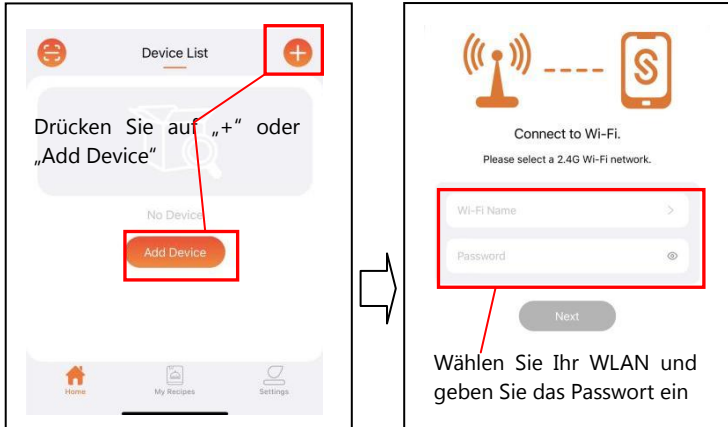 Device List
Drücken Sie auf „+“ oder
„Add Device“
No Device
Add Device
Home
My Recipes
Settings
Connect to Wi-Fi.
Please select a 2.4G Wi-Fi network.
Wi-Fi Name
Password
Next
Wählen Sie Ihr WLAN und
geben Sie das Passwort ein